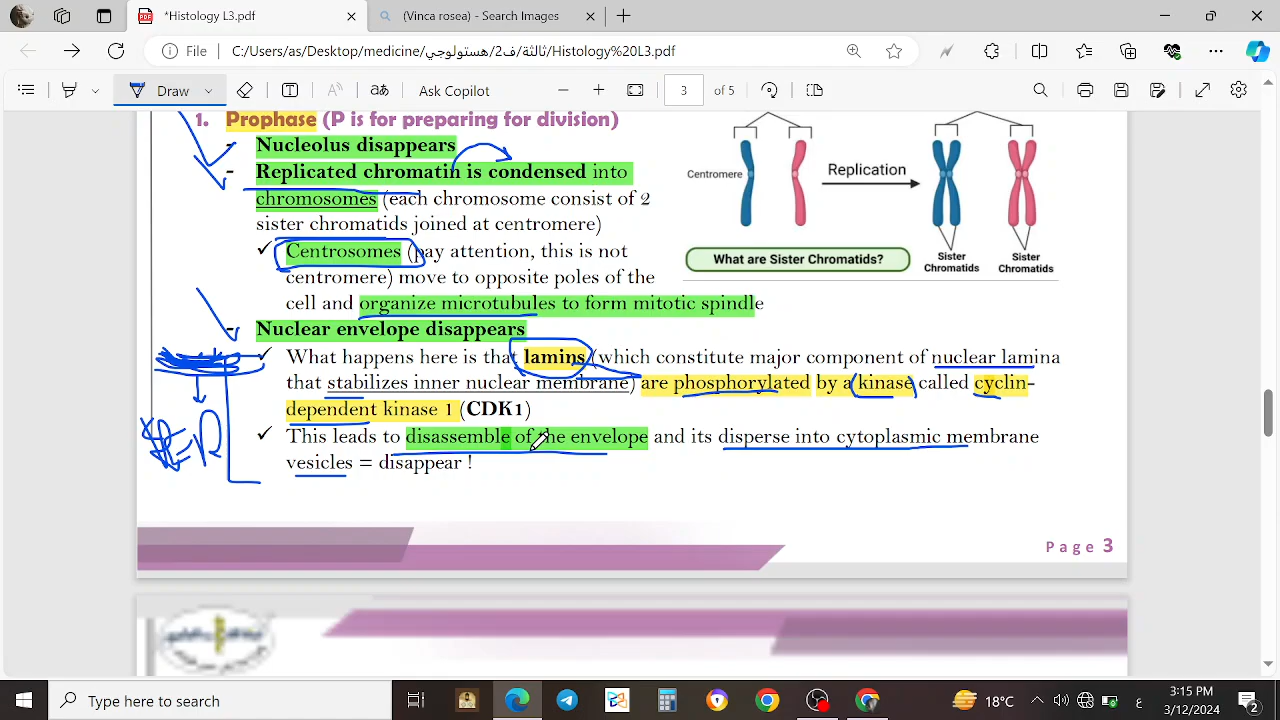 *Histology L3.pdf
(Vinca rosea) - Search Images
File
C:/Users/as/Desktop/medicine/ثالثة/ف2/هستولوجي/Histology%20L3.pdf
Draw
Ask Copilot
3
of 5
1. Prophase (P is for preparing for division)
- Nucleolus disappears
- Replicated chromatin is condensed into
chromosomes (each chromosome consist of 2
sister chromatids joined at centromere)
✓ Centrosomes (pay attention, this is not
centromere) move to opposite poles of the
cell and organize microtubules to form mitotic spindle
- Nuclear envelope disappears
✓ What happens here is that lamins (which constitute major component of nuclear lamina
that stabilizes inner nuclear membrane) are phosphorylated by a kinase called cyclin-
dependent kinase 1 (CDK1)
✓ This leads to disassemble of the envelope and its disperse into cytoplasmic membrane
vesicles = disappear !
Centromere
Replication
What are Sister Chromatids?
Sister
Chromatids
Sister
Chromatids
Page 3
Type here to search
18°C
ع
3:15 PM
3/12/2024
2